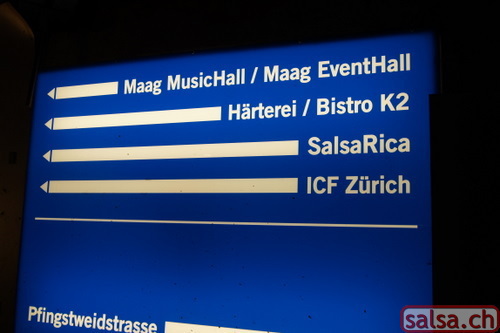 Maag MusicHall / Maag EventHall
Härterei / Bistro K2
SalsaRica
ICF Zürich
Pfingstweidstrasse
salsa.ch